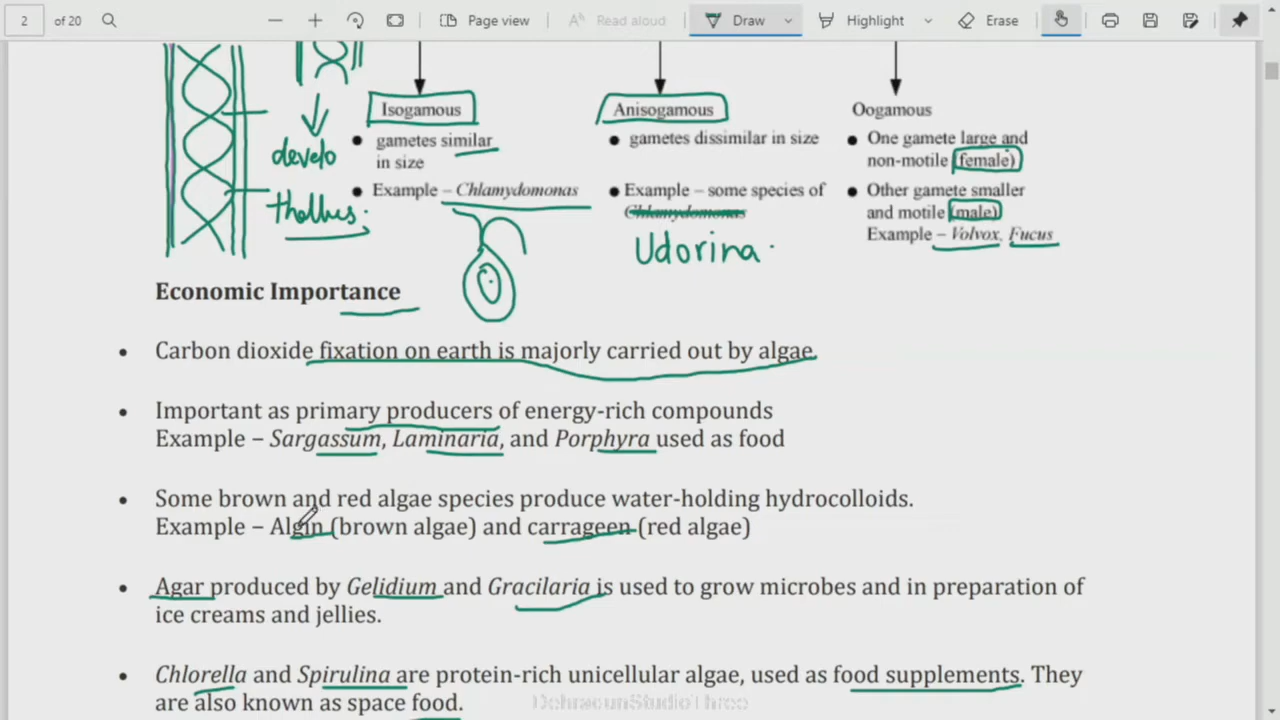 2 of 20 Page view Read aloud Draw Highlight Erase
Isogamous Anisogamous Oogamous
develo
thallus.
• gametes similar
in size
• Example – Chlamydomonas
• gametes dissimilar in size
• Example – some species of
Chlamydomonas
Udorina.
• One gamete large and
non-motile (female)
• Other gamete smaller
and motile (male)
Example – Volvox, Fucus
Economic Importance
• Carbon dioxide fixation on earth is majorly carried out by algae.
• Important as primary producers of energy-rich compounds
Example – Sargassum, Laminaria, and Porphyra used as food
• Some brown and red algae species produce water-holding hydrocolloids.
Example – Algin (brown algae) and carrageen (red algae)
• Agar produced by Gelidium and Gracilaria is used to grow microbes and in preparation of
ice creams and jellies.
• Chlorella and Spirulina are protein-rich unicellular algae, used as food supplements. They
are also known as space food.
DehradunStudioThree